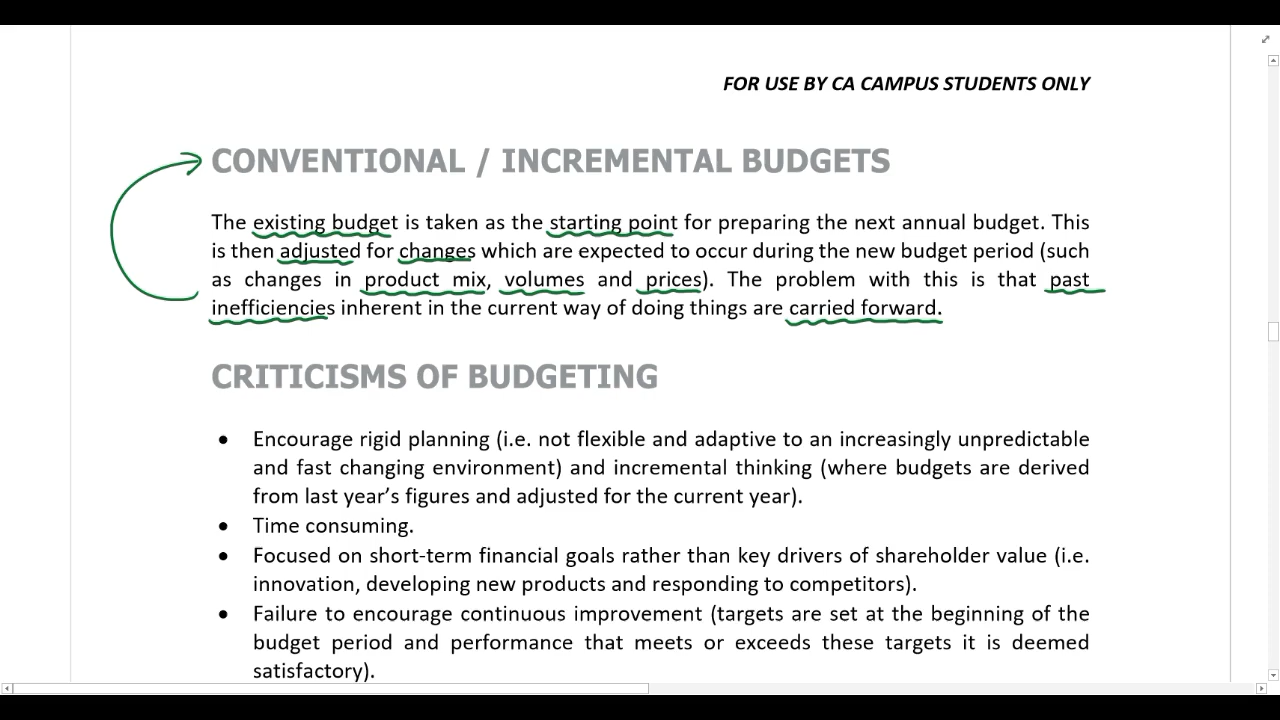 FOR USE BY CA CAMPUS STUDENTS ONLY
CONVENTIONAL / INCREMENTAL BUDGETS
The existing budget is taken as the starting point for preparing the next annual budget. This
is then adjusted for changes which are expected to occur during the new budget period (such
as changes in product mix, volumes and prices). The problem with this is that past
inefficiencies inherent in the current way of doing things are carried forward.
CRITICISMS OF BUDGETING
• Encourage rigid planning (i.e. not flexible and adaptive to an increasingly unpredictable
and fast changing environment) and incremental thinking (where budgets are derived
from last year’s figures and adjusted for the current year).
• Time consuming.
• Focused on short-term financial goals rather than key drivers of shareholder value (i.e.
innovation, developing new products and responding to competitors).
• Failure to encourage continuous improvement (targets are set at the beginning of the
budget period and performance that meets or exceeds these targets it is deemed
satisfactory).